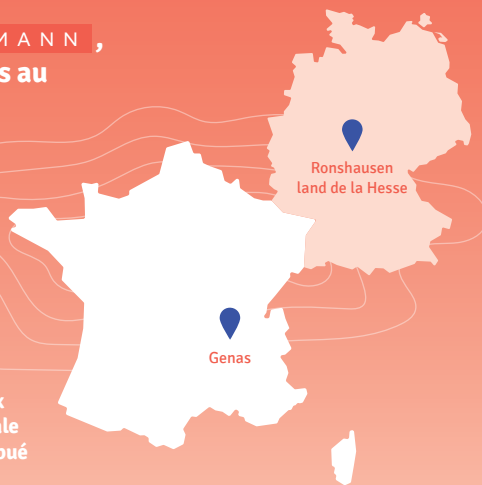 MANN,
s au
Ronshausen
land de la Hesse
Genas
x
le
oué